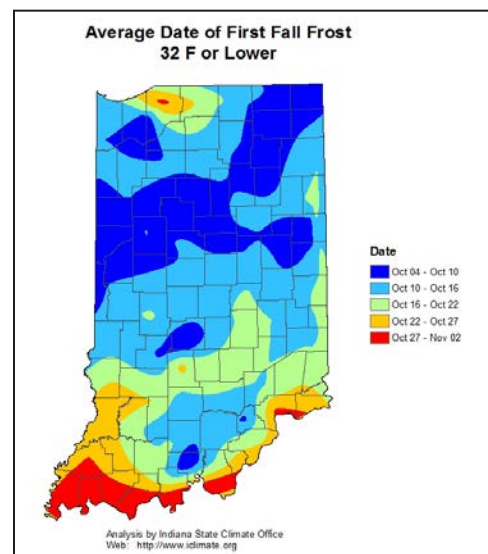 Average Date of First Fall Frost
32 F or Lower
Date
Oct 04 - Oct 10
Oct 10 - Oct 16
Oct 16 - Oct 22
Oct 22 - Oct 27
Oct 27 - Nov 02
Analysis by Indiana State Climate Office
Web: http://www.iclimate.org